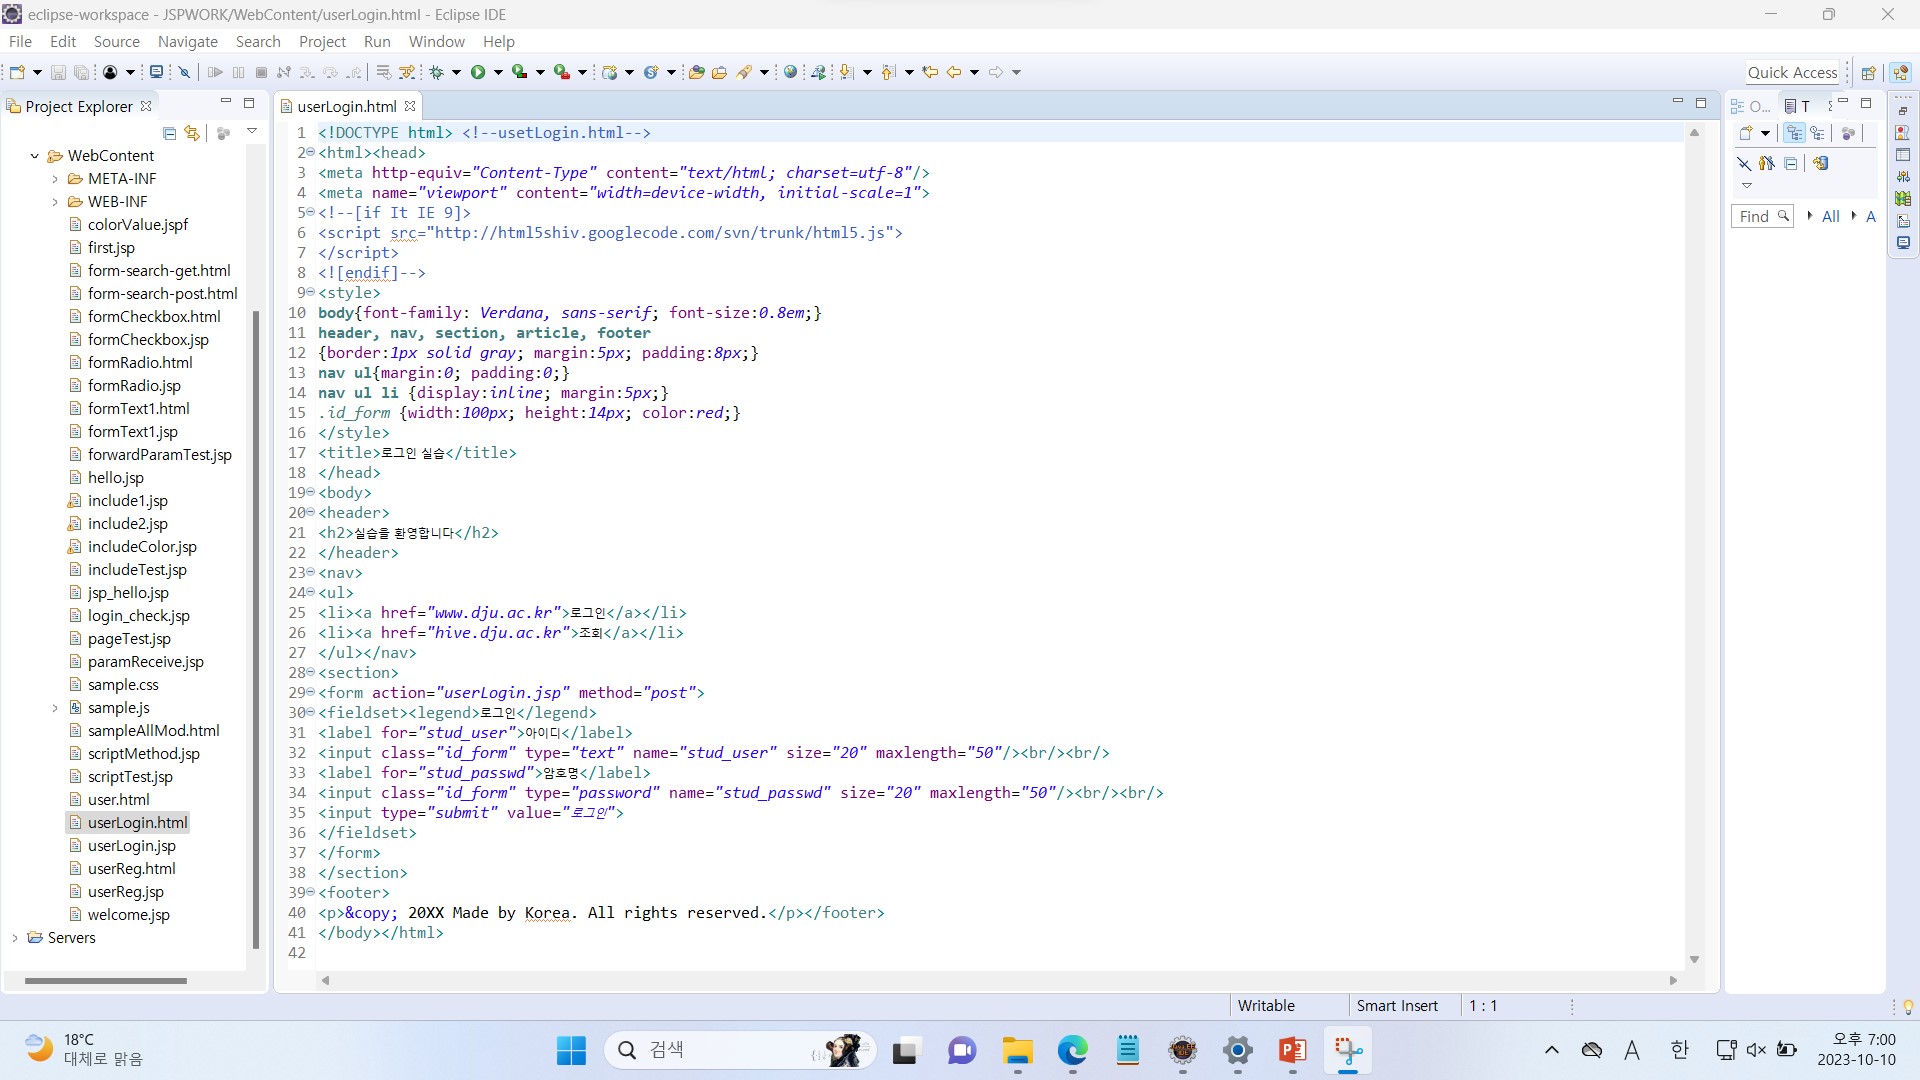 eclipse-workspace - JSPWORK/WebContent/userLogin.html - Eclipse IDE
File Edit Source Navigate Search Project Run Window Help
Quick Access
Project Explorer
WebContent
META-INF
WEB-INF
colorValue.jspf
first.jsp
form-search-get.html
form-search-post.html
formCheckbox.html
formCheckbox.jsp
formRadio.html
formRadio.jsp
formText1.html
formText1.jsp
forwardParamTest.jsp
hello.jsp
include1.jsp
include2.jsp
includeColor.jsp
includeTest.jsp
jsp_hello.jsp
login_check.jsp
pageTest.jsp
paramReceive.jsp
sample.css
sample.js
sampleAllMod.html
scriptMethod.jsp
scriptTest.jsp
user.html
userLogin.html
userLogin.jsp
userReg.html
userReg.jsp
welcome.jsp
Servers
userLogin.html
1 <!DOCTYPE html> <!--usetLogin.html-->
2 <html><head>
3 <meta http-equiv="Content-Type" content="text/html; charset=utf-8"/>
4 <meta name="viewport" content="width=device-width, initial-scale=1">
5 <!--[if It IE 9]>
6 <script src="http://html5shiv.googlecode.com/svn/trunk/html5.js">
7 </script>
8 <![endif]-->
9 <style>
10 body{font-family: Verdana, sans-serif; font-size:0.8em;}
11 header, nav, section, article, footer
12 {border:1px solid gray; margin:5px; padding:8px;}
13 nav ul{margin:0; padding:0;}
14 nav ul li {display:inline; margin:5px;}
15 .id_form {width:100px; height:14px; color:red;}
16 </style>
17 <title>로그인 실습</title>
18 </head>
19 <body>
20 <header>
21 <h2>실습을 환영합니다</h2>
22 </header>
23 <nav>
24 <ul>
25 <li><a href="www.dju.ac.kr">로그인</a></li>
26 <li><a href="hive.dju.ac.kr">조회</a></li>
27 </ul></nav>
28 <section>
29 <form action="userLogin.jsp" method="post">
30 <fieldset><legend>로그인</legend>
31 <label for="stud_user">아이디</label>
32 <input class="id_form" type="text" name="stud_user" size="20" maxlength="50"/><br/><br/>
33 <label for="stud_passwd">암호명</label>
34 <input class="id_form" type="password" name="stud_passwd" size="20" maxlength="50"/><br/><br/>
35 <input type="submit" value="로그인">
36 </fieldset>
37 </form>
38 </section>
39 <footer>
40 <p>&copy; 20XX Made by Korea. All rights reserved.</p></footer>
41 </body></html>
42
O... T
Find All A
Writable Smart Insert 1 : 1
18°C
대체로 맑음
검색
A 한
오후 7:00
2023-10-10